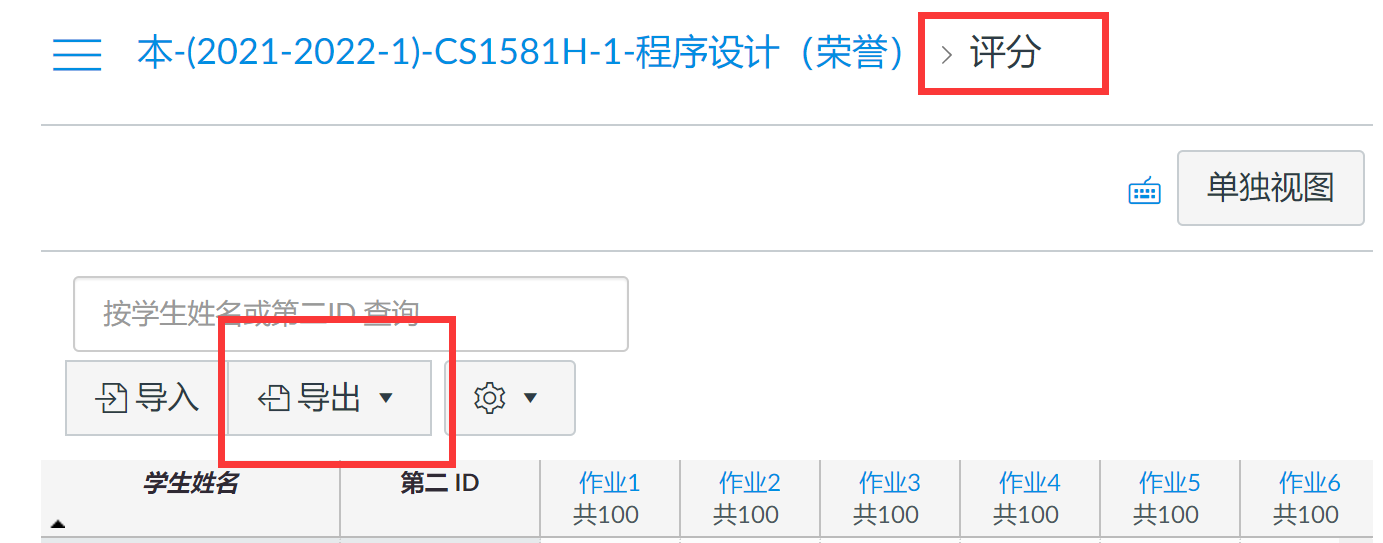 本-(2021-2022-1)-CS1581H-1-程序设计（荣誉） › 评分
单独视图
按学生姓名或第二ID 查询
导入 导出
学生姓名 第二 ID 作业1 作业2 作业3 作业4 作业5 作业6
共100 共100 共100 共100 共100 共100